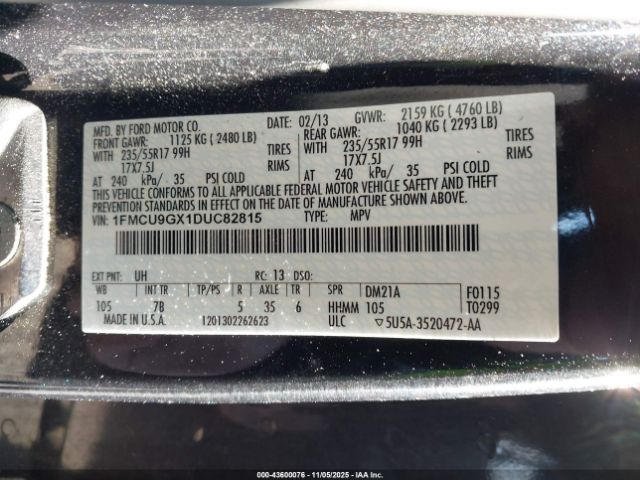 MFD. BY FORD MOTOR CO.
DATE: 02/13 GVWR: 2159 KG ( 4760 LB)
FRONT GAWR: 1125 KG ( 2480 LB)
REAR GAWR: 1040 KG ( 2293 LB)
WITH 235/55R17 99H TIRES
WITH 235/55R17 99H TIRES
17X7.5J RIMS
17X7.5J RIMS
AT 240 kPa/ 35 PSI COLD
AT 240 kPa/ 35 PSI COLD
THIS VEHICLE CONFORMS TO ALL APPLICABLE FEDERAL MOTOR VEHICLE SAFETY AND THEFT
PREVENTION STANDARDS IN EFFECT ON THE DATE OF MANUFACTURE SHOWN ABOVE.
VIN: 1FMCU9GX1DUC82815 TYPE: MPV
EXT PNT: UH RC: 13 DSO:
WB INT TR TP/PS R AXLE TR SPR DM21A F0115
105 7B 5 35 6 HHMM 105 T0299
MADE IN U.S.A. 1201302262623 ULC 5U5A-3520472-AA
000-43600076 - 11/05/2025 - IAAI.CA